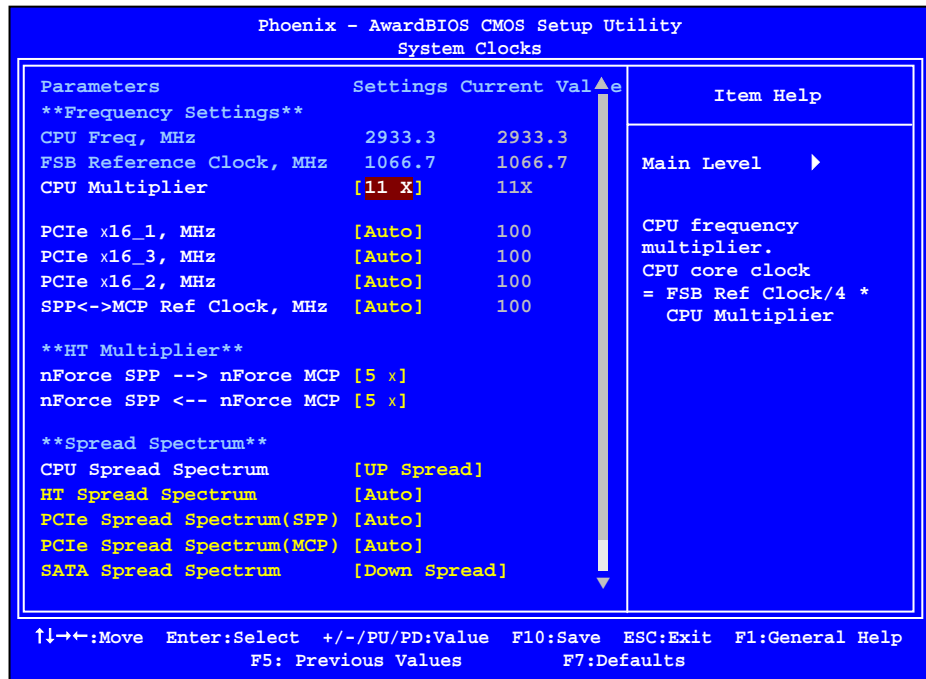 Phoenix – AwardBIOS CMOS Setup Utility
System Clocks
Parameters Settings Current Val e
**Frequency Settings**
CPU Freq, MHz 2933.3 2933.3
FSB Reference Clock, MHz 1066.7 1066.7
CPU Multiplier [11 X] 11X
PCIe x16_1, MHz [Auto] 100
PCIe x16_3, MHz [Auto] 100
PCIe x16_2, MHz [Auto] 100
SPP<->MCP Ref Clock, MHz [Auto] 100
**HT Multiplier**
nForce SPP --> nForce MCP [5 x]
nForce SPP <-- nForce MCP [5 x]
**Spread Spectrum**
CPU Spread Spectrum [UP Spread]
HT Spread Spectrum [Auto]
PCIe Spread Spectrum(SPP) [Auto]
PCIe Spread Spectrum(MCP) [Auto]
SATA Spread Spectrum [Down Spread]
Item Help
Main Level
CPU frequency
multiplier.
CPU core clock
= FSB Ref Clock/4 *
CPU Multiplier
↑↓→←:Move Enter:Select +/-/PU/PD:Value F10:Save ESC:Exit F1:General Help
F5: Previous Values F7:Defaults